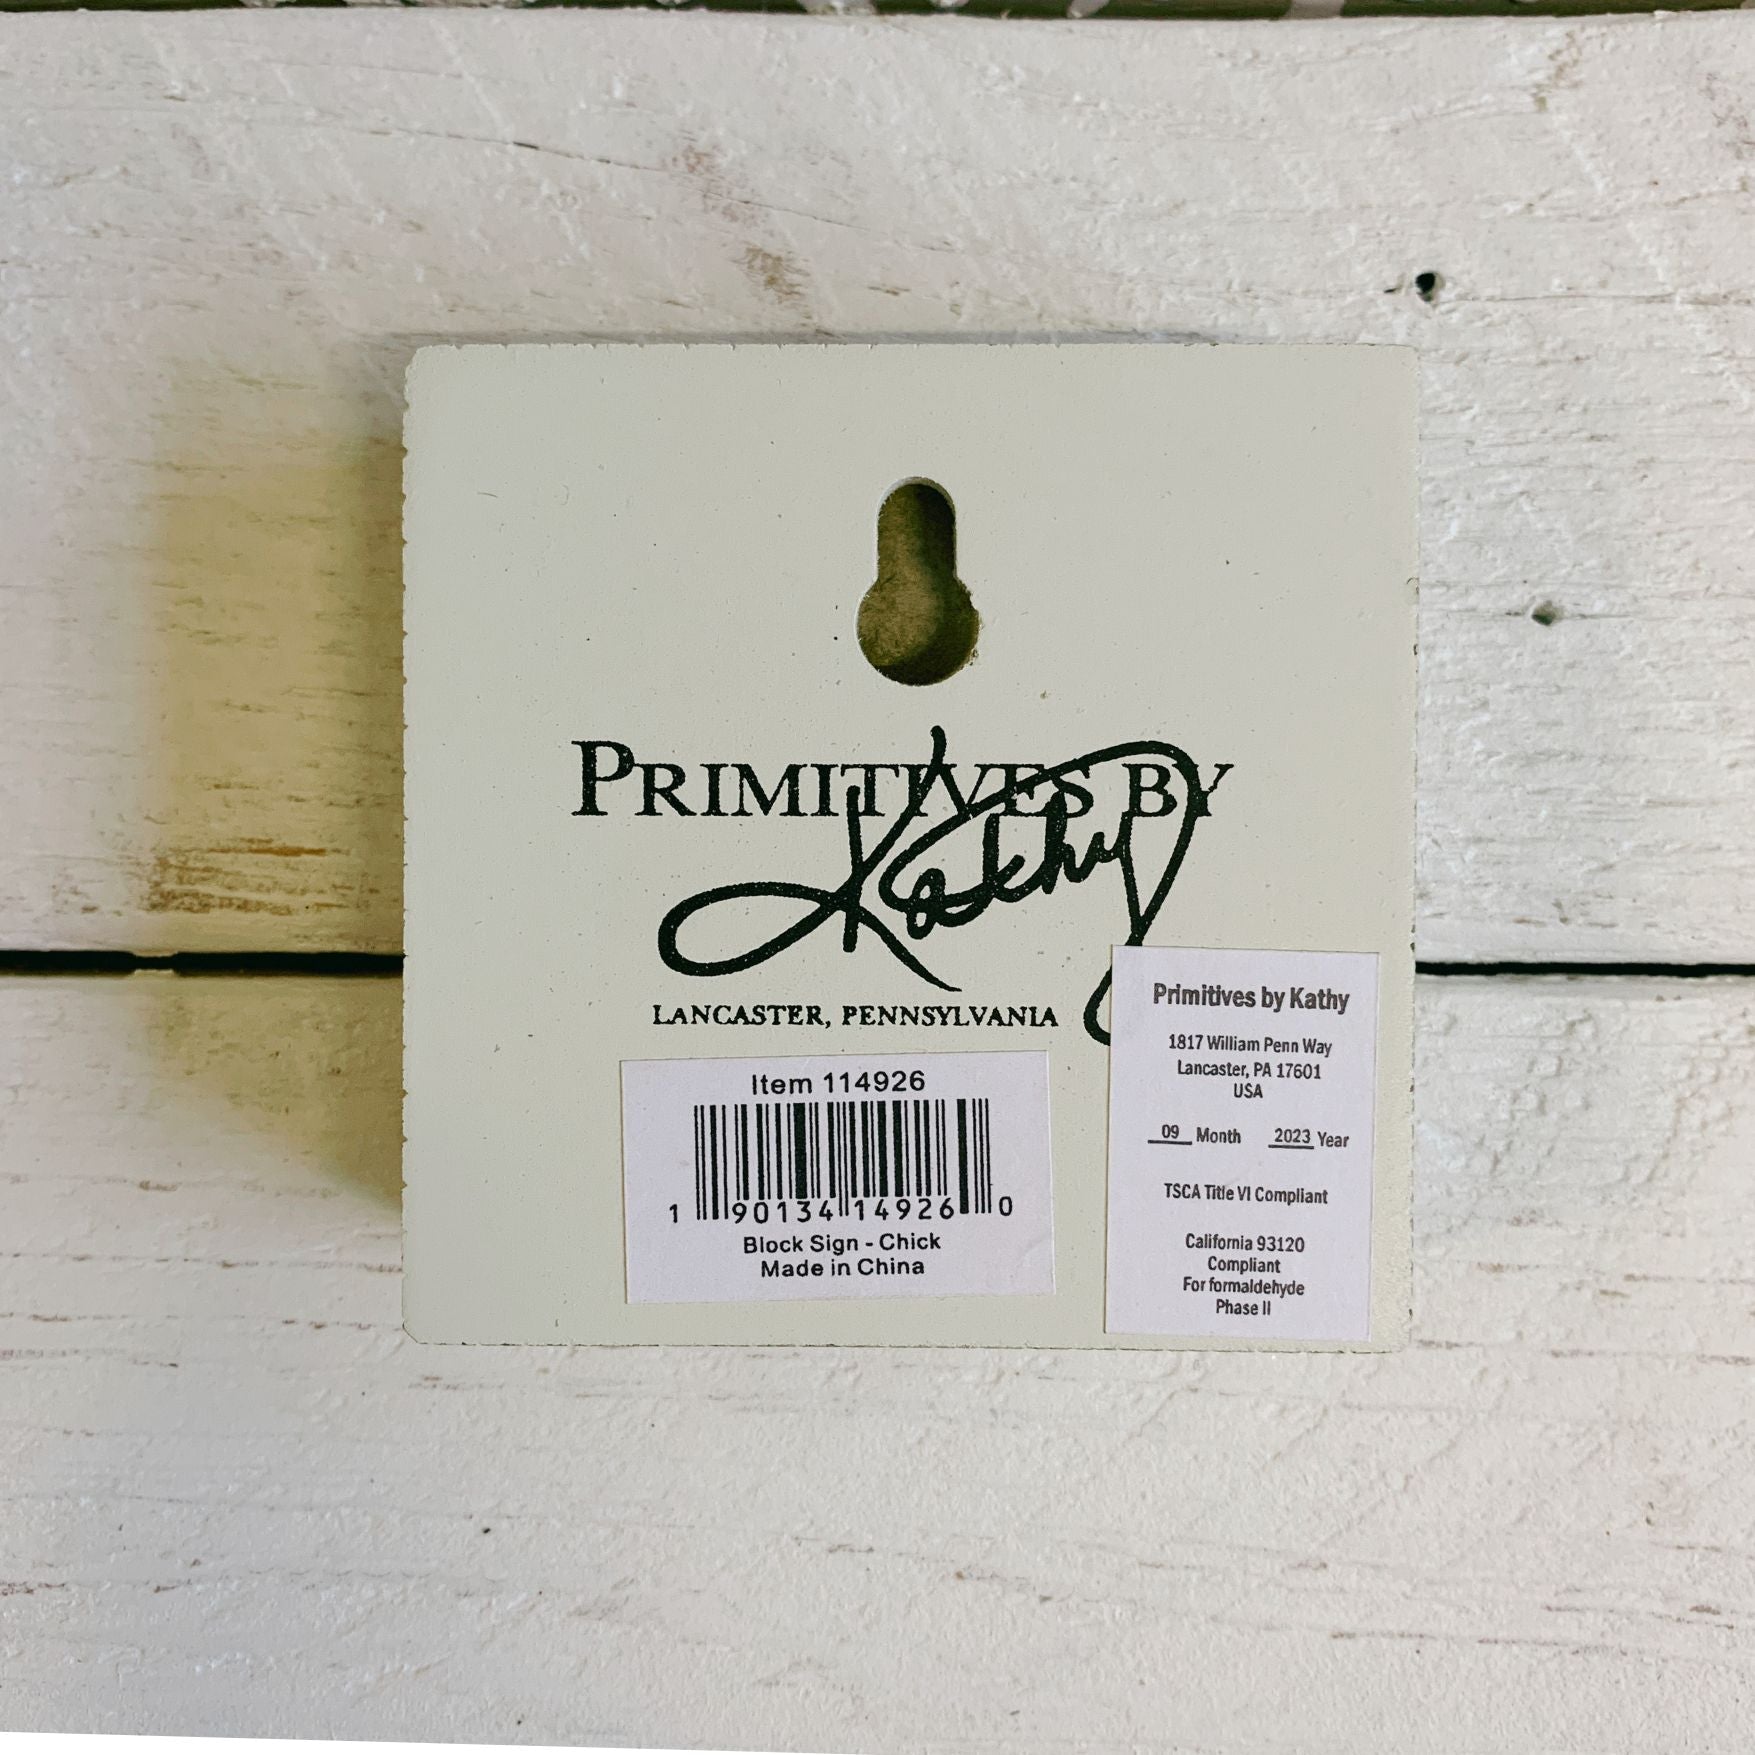 PRIMITIVES BY
Kathy
LANCASTER, PENNSYLVANIA
Item 114926
1 90134 14926 0
Block Sign - Chick
Made in China
Primitives by Kathy
1817 William Penn Way
Lancaster, PA 17601
USA
09 Month 2023 Year
TSCA Title VI Compliant
California 93120
Compliant
For formaldehyde
Phase II